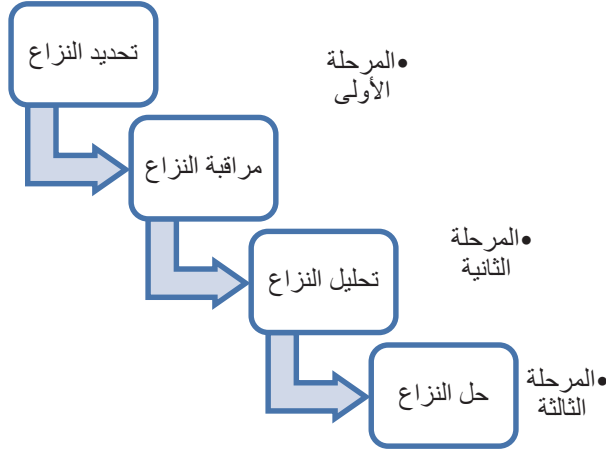 تحديد النزاع
•المرحلة
الأولى
مراقبة النزاع
•المرحلة
الثانية
تحليل النزاع
•المرحلة
الثالثة
حل النزاع